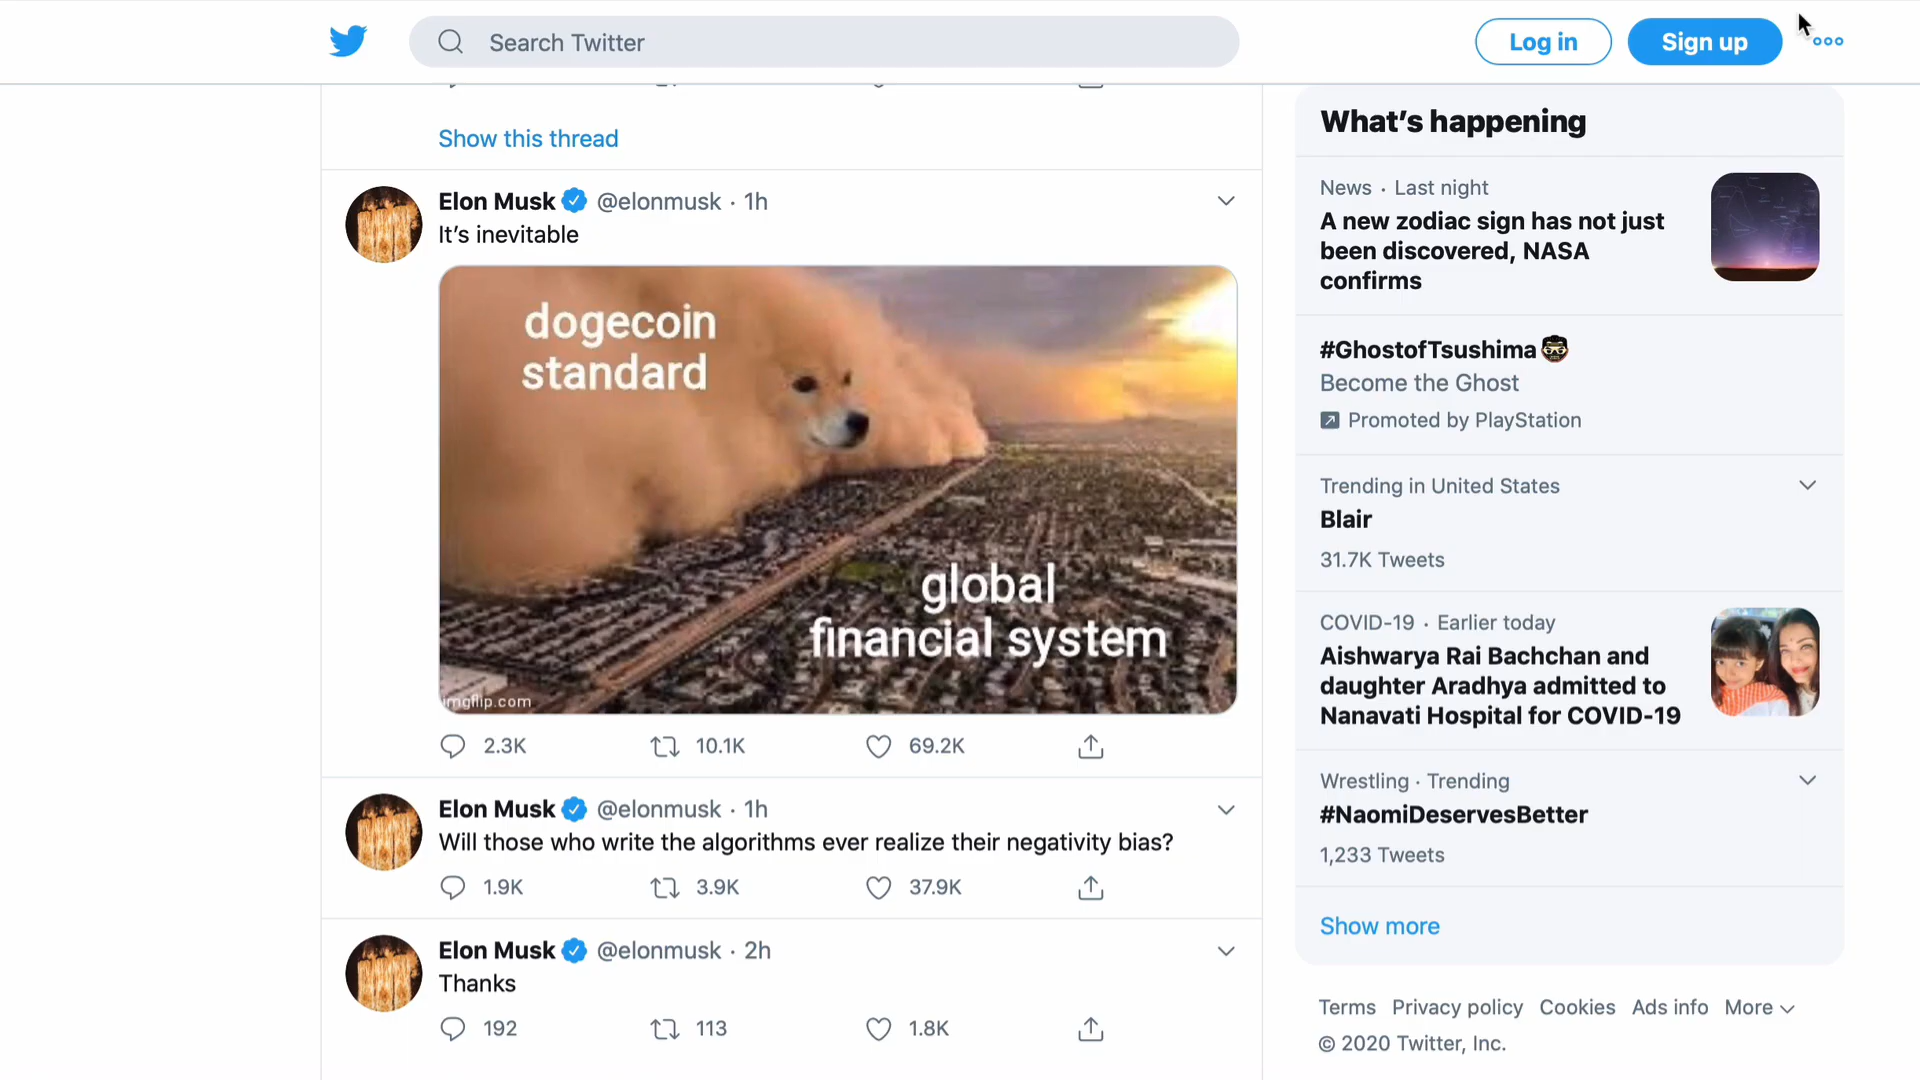 Search Twitter
Log in
Sign up
Show this thread
Elon Musk @elonmusk · 1h
It's inevitable
dogecoin
standard
global
financial system
imgflip.com
2.3K 10.1K 69.2K
Elon Musk @elonmusk · 1h
Will those who write the algorithms ever realize their negativity bias?
1.9K 3.9K 37.9K
Elon Musk @elonmusk · 2h
Thanks
192 113 1.8K
What's happening
News · Last night
A new zodiac sign has not just
been discovered, NASA
confirms
#GhostofTsushima
Become the Ghost
Promoted by PlayStation
Trending in United States
Blair
31.7K Tweets
COVID-19 · Earlier today
Aishwarya Rai Bachchan and
daughter Aradhya admitted to
Nanavati Hospital for COVID-19
Wrestling · Trending
#NaomiDeservesBetter
1,233 Tweets
Show more
Terms Privacy policy Cookies Ads info More
© 2020 Twitter, Inc.